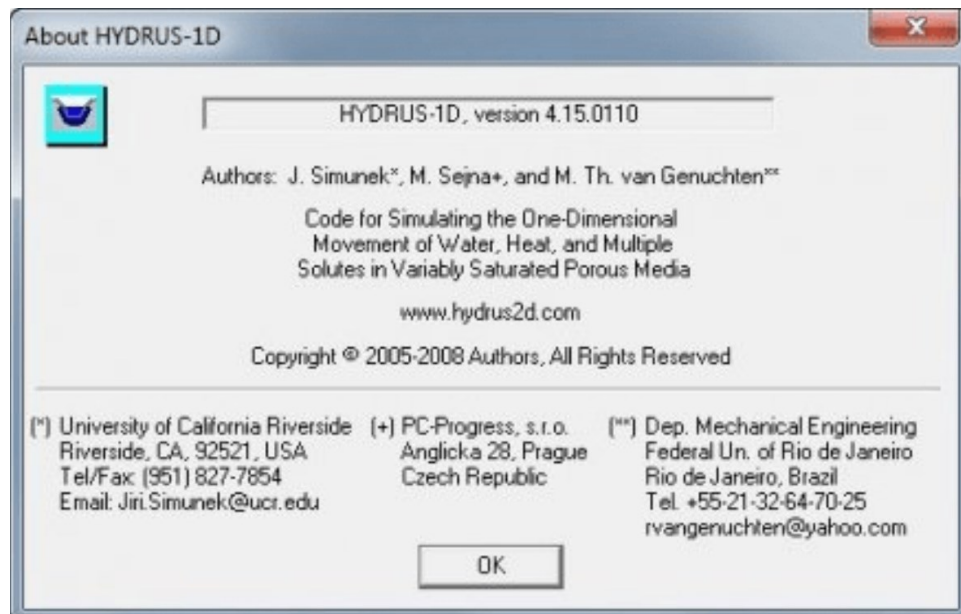 About HYDRUS-1D
HYDRUS-1D, version 4.15.0110
Authors: J. Simunek*, M. Sejna+, and M. Th. van Genuchten**
Code for Simulating the One-Dimensional
Movement of Water, Heat, and Multiple
Solutes in Variably Saturated Porous Media
www.hydrus2d.com
Copyright © 2005-2008 Authors, All Rights Reserved
(*) University of California Riverside
Riverside, CA, 92521, USA
Tel/Fax: (951) 827-7854
Email: Jiri.Simunek@ucr.edu
(+) PC-Progress, s.r.o.
Anglicka 28, Prague
Czech Republic
(**) Dep. Mechanical Engineering
Federal Un. of Rio de Janeiro
Rio de Janeiro, Brazil
Tel. +55-21-32-64-70-25
rvangenuchten@yahoo.com
OK